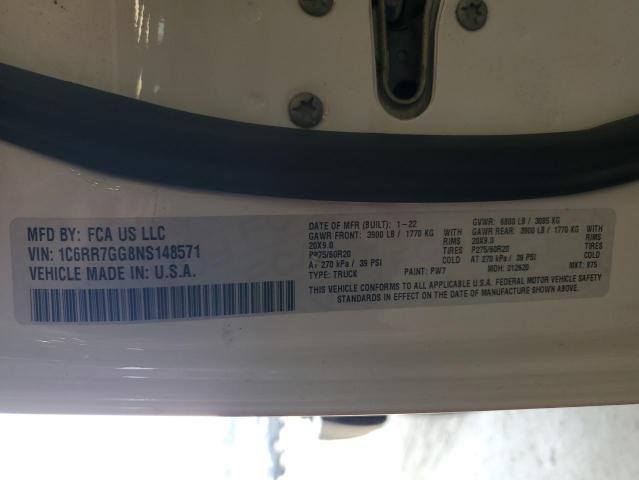 MFD BY: FCA US LLC
VIN: 1C6RR7GG8NS148571
VEHICLE MADE IN: U.S.A.
DATE OF MFR (BUILT): 1-22
GVWR: 6800 LB / 3085 KG
GAWR FRONT: 3900 LB / 1770 KG WITH GAWR REAR: 3900 LB / 1770 KG WITH
20X9.0 RIMS 20X9.0 RIMS
P275/60R20 TIRES P275/60R20 TIRES
AT 270 kPa / 39 PSI COLD AT 270 kPa / 39 PSI COLD
TYPE: TRUCK PAINT: PW7 MDH: 012620 MKT: X75
THIS VEHICLE CONFORMS TO ALL APPLICABLE U.S.A. FEDERAL MOTOR VEHICLE SAFETY
STANDARDS IN EFFECT ON THE DATE OF MANUFACTURE SHOWN ABOVE.